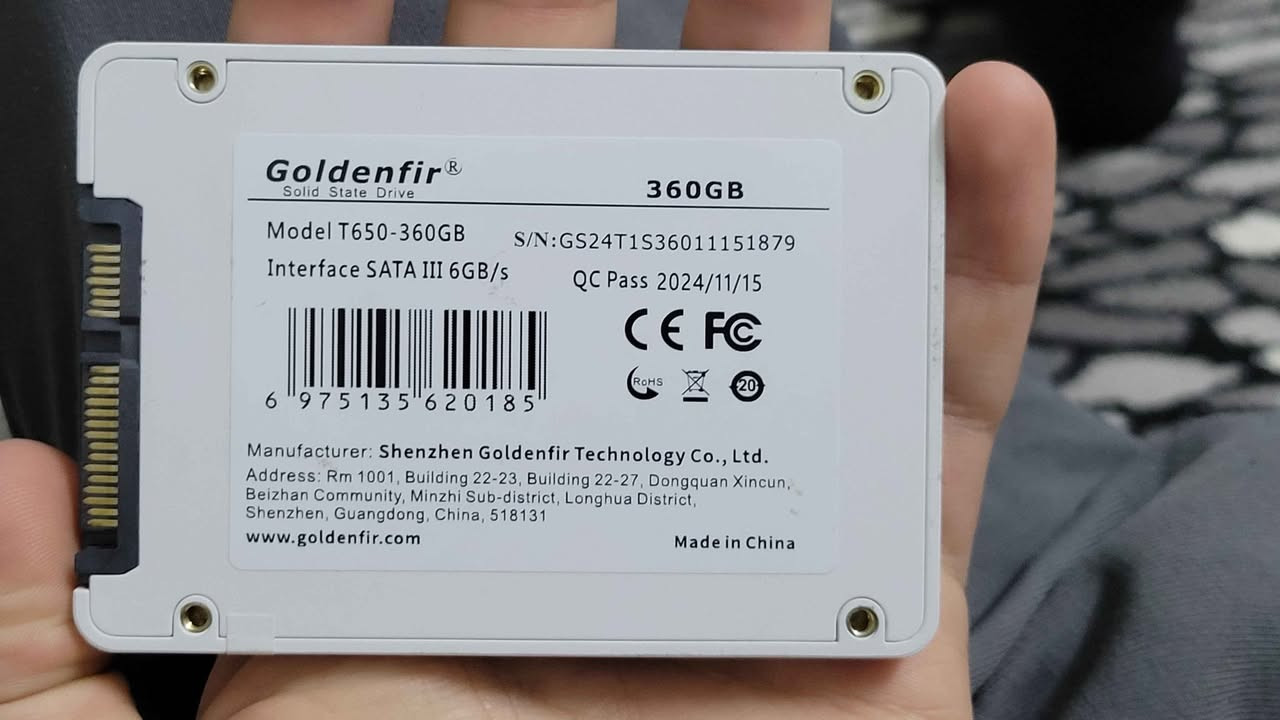 Goldenfir®
Solid State Drive
360GB
Model T650-360GB
S/N:GS24T1S36011151879
Interface SATA III 6GB/s
QC Pass 2024/11/15
CE FC
RoHS
20
6 975135 620185
Manufacturer: Shenzhen Goldenfir Technology Co., Ltd.
Address: Rm 1001, Building 22-23, Building 22-27, Dongquan Xincun,
Beizhan Community, Minzhi Sub-district, Longhua District,
Shenzhen, Guangdong, China, 518131
www.goldenfir.com
Made in China